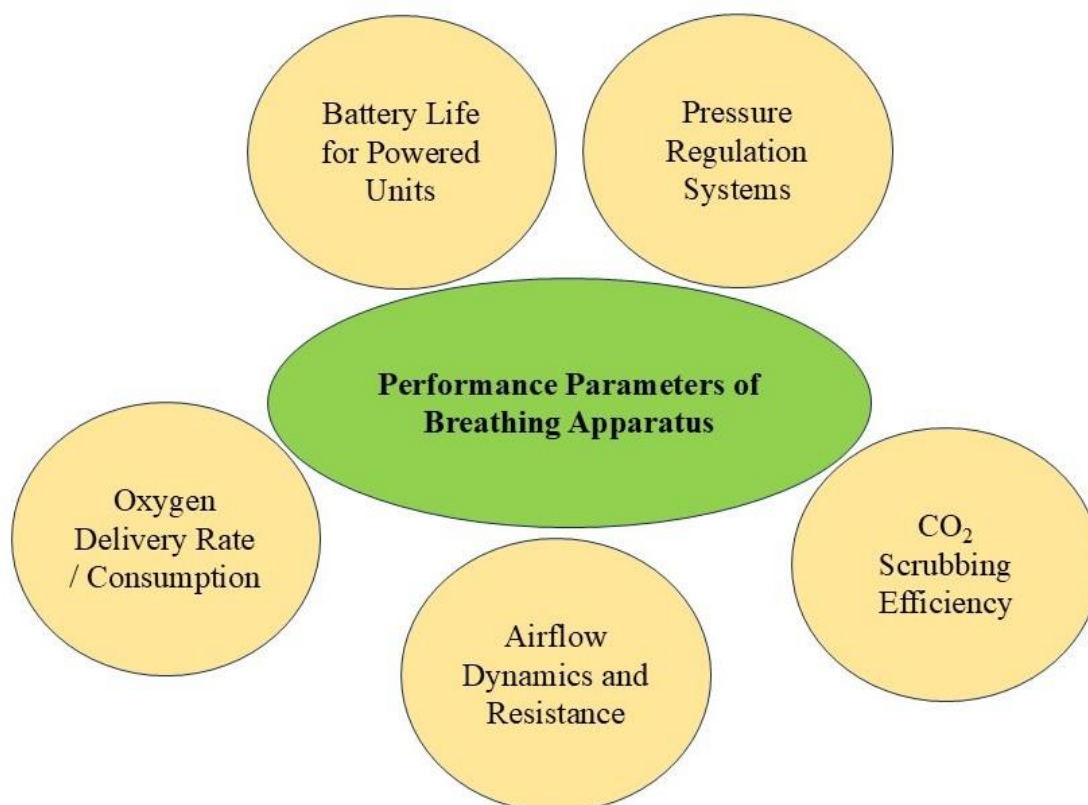 Battery Life
for Powered
Units
Pressure
Regulation
Systems
Performance Parameters of
Breathing Apparatus
Oxygen
Delivery Rate
/ Consumption
CO₂
Scrubbing
Efficiency
Airflow
Dynamics and
Resistance